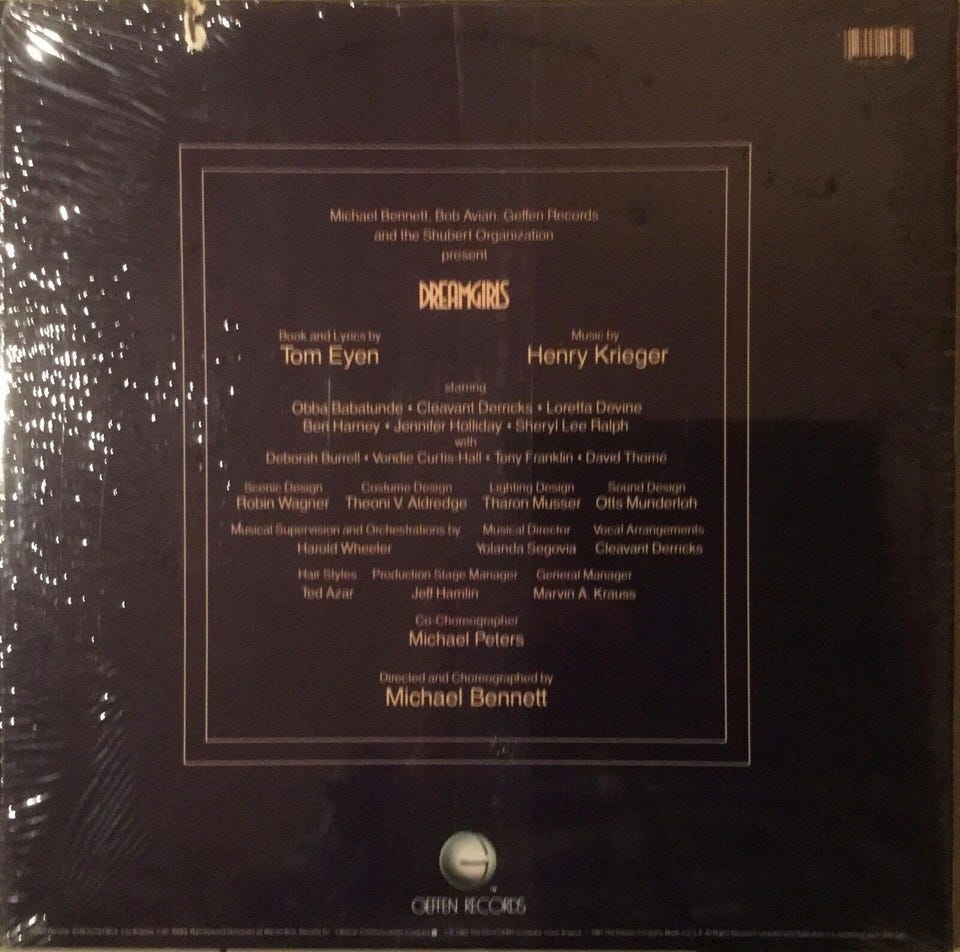 Michael Bennett, Bob Avian, Geffen Records
and the Shubert Organization
present
DREAMGIRLS
Book and Lyrics by Music by
Tom Eyen Henry Krieger
starring
Obba Babatunde • Cleavant Derricks • Loretta Devine
Ben Harney • Jennifer Holliday • Sheryl Lee Ralph
with
Deborah Burrell • Vondie Curtis-Hall • Tony Franklin • David Thomé
Scenic Design Costume Design Lighting Design Sound Design
Robin Wagner Theoni V. Aldredge Tharon Musser Otts Munderloh
Musical Supervision and Orchestrations by Musical Director Vocal Arrangements
Harold Wheeler Yolanda Segovia Cleavant Derricks
Hair Styles Production Stage Manager General Manager
Ted Azar Jeff Hamlin Marvin A. Krauss
Co-Choreographer
Michael Peters
Directed and Choreographed by
Michael Bennett
GEFFEN RECORDS